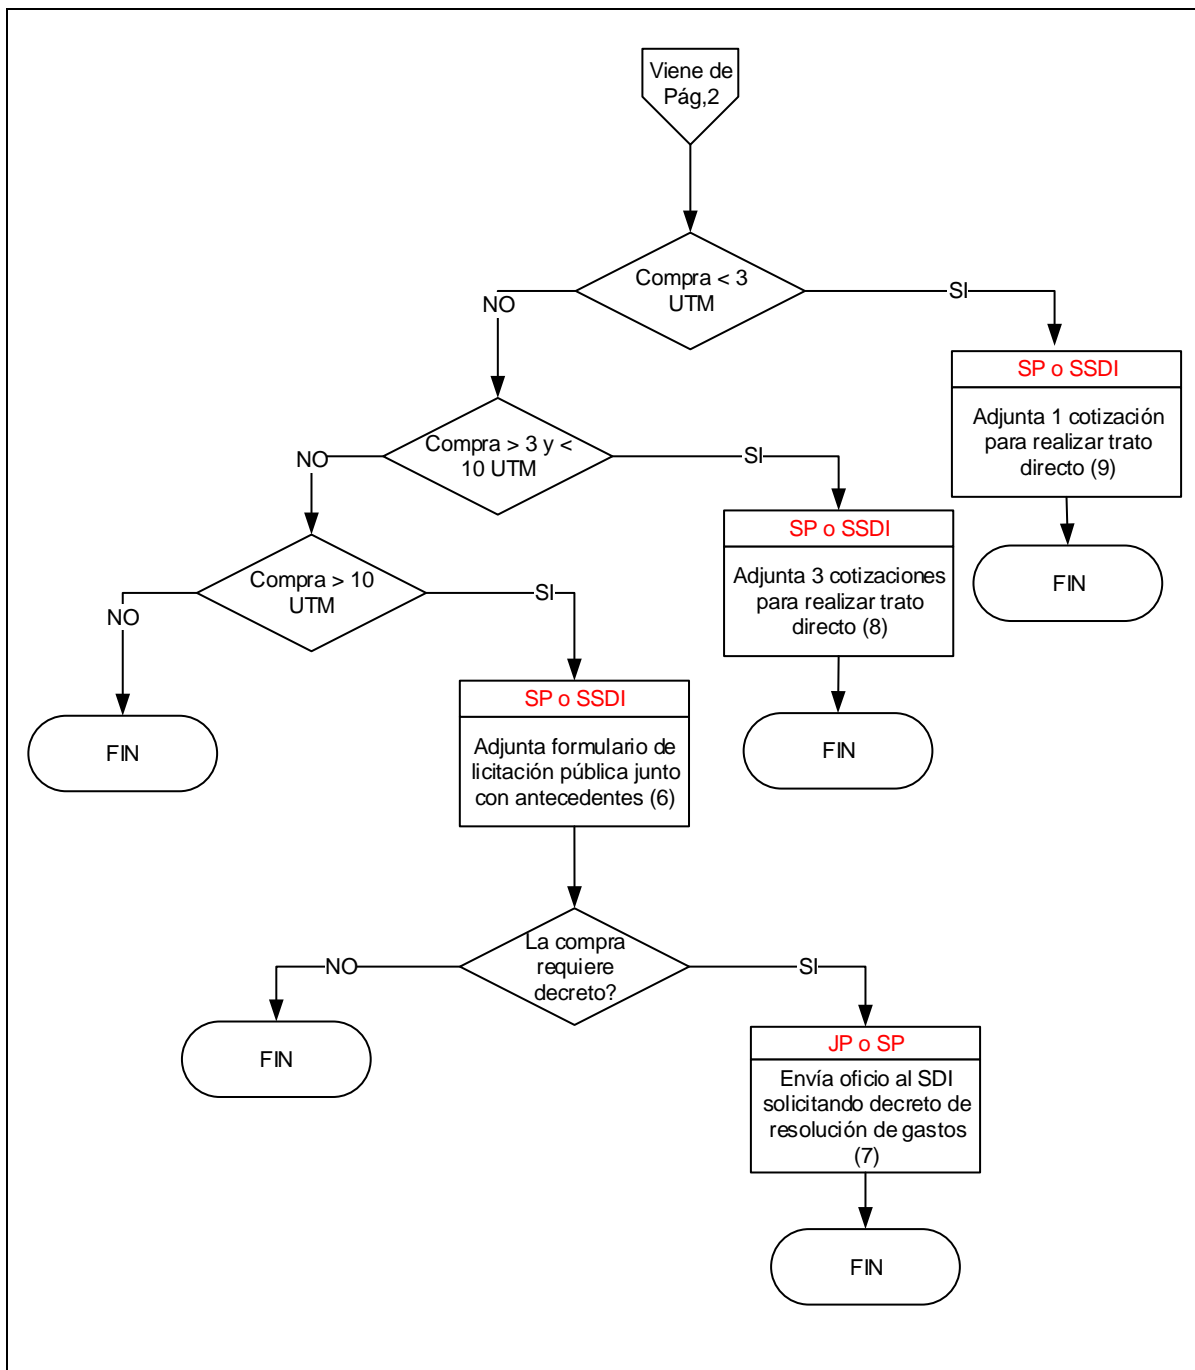 Viene de
Pág,2
Compra < 3
UTM
NO
SI
SP o SSDI
Adjunta 1 cotización
para realizar trato
directo (9)
FIN
Compra > 3 y <
10 UTM
NO
SI
SP o SSDI
Adjunta 3 cotizaciones
para realizar trato
directo (8)
FIN
Compra > 10
UTM
NO
SI
FIN
SP o SSDI
Adjunta formulario de
licitación pública junto
con antecedentes (6)
La compra
requiere
decreto?
NO
SI
FIN
JP o SP
Envía oficio al SDI
solicitando decreto de
resolución de gastos
(7)
FIN